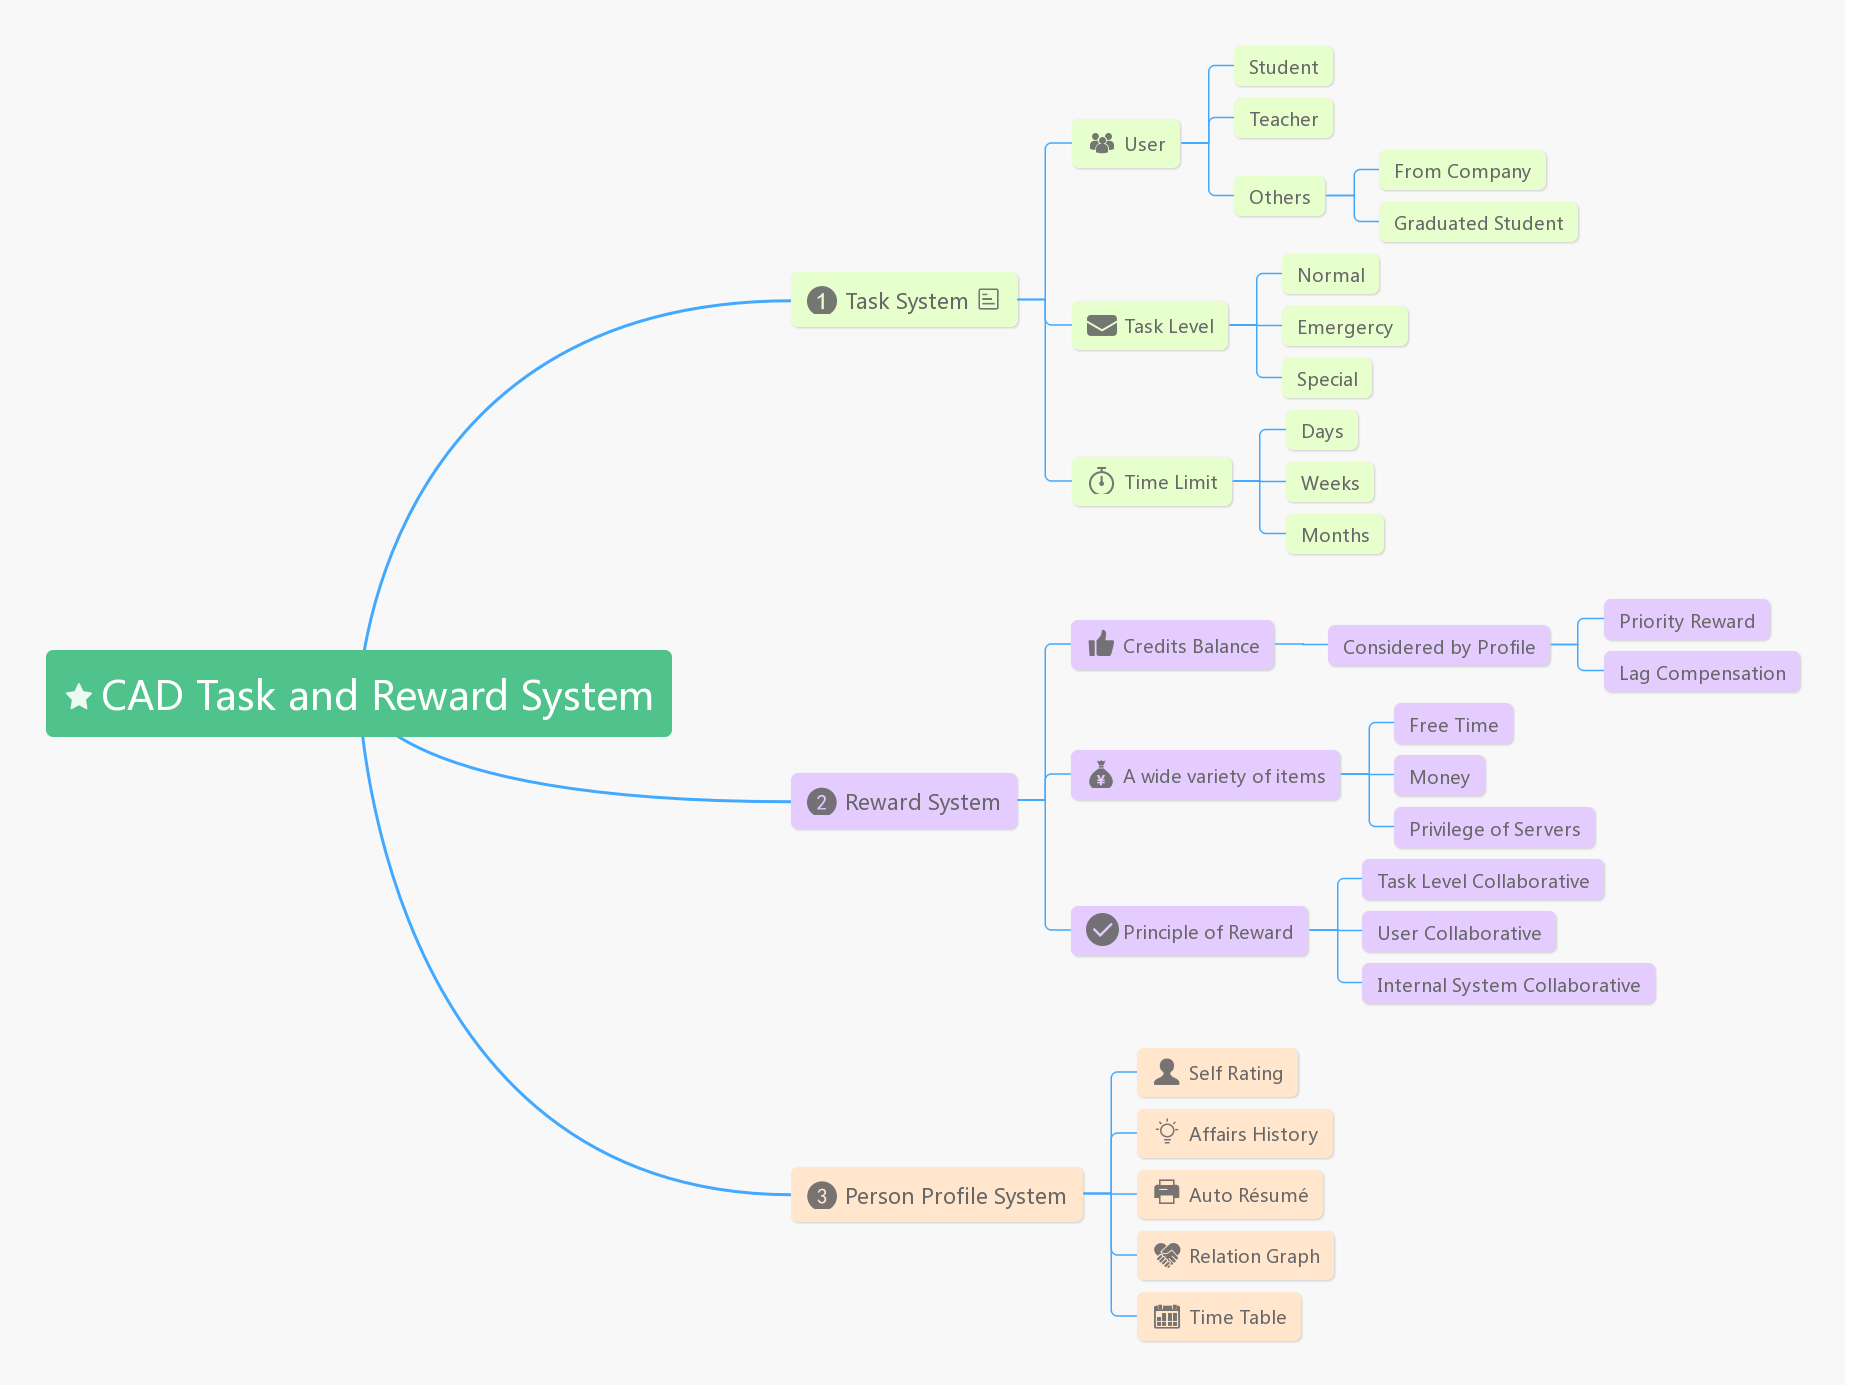 CAD Task and Reward System
1 Task System
User
Student
Teacher
Others
From Company
Graduated Student
Task Level
Normal
Emergercy
Special
Time Limit
Days
Weeks
Months
2 Reward System
Credits Balance
Considered by Profile
Priority Reward
Lag Compensation
¥ A wide variety of items
Free Time
Money
Privilege of Servers
Principle of Reward
Task Level Collaborative
User Collaborative
Internal System Collaborative
3 Person Profile System
Self Rating
Affairs History
Auto Résumé
Relation Graph
Time Table